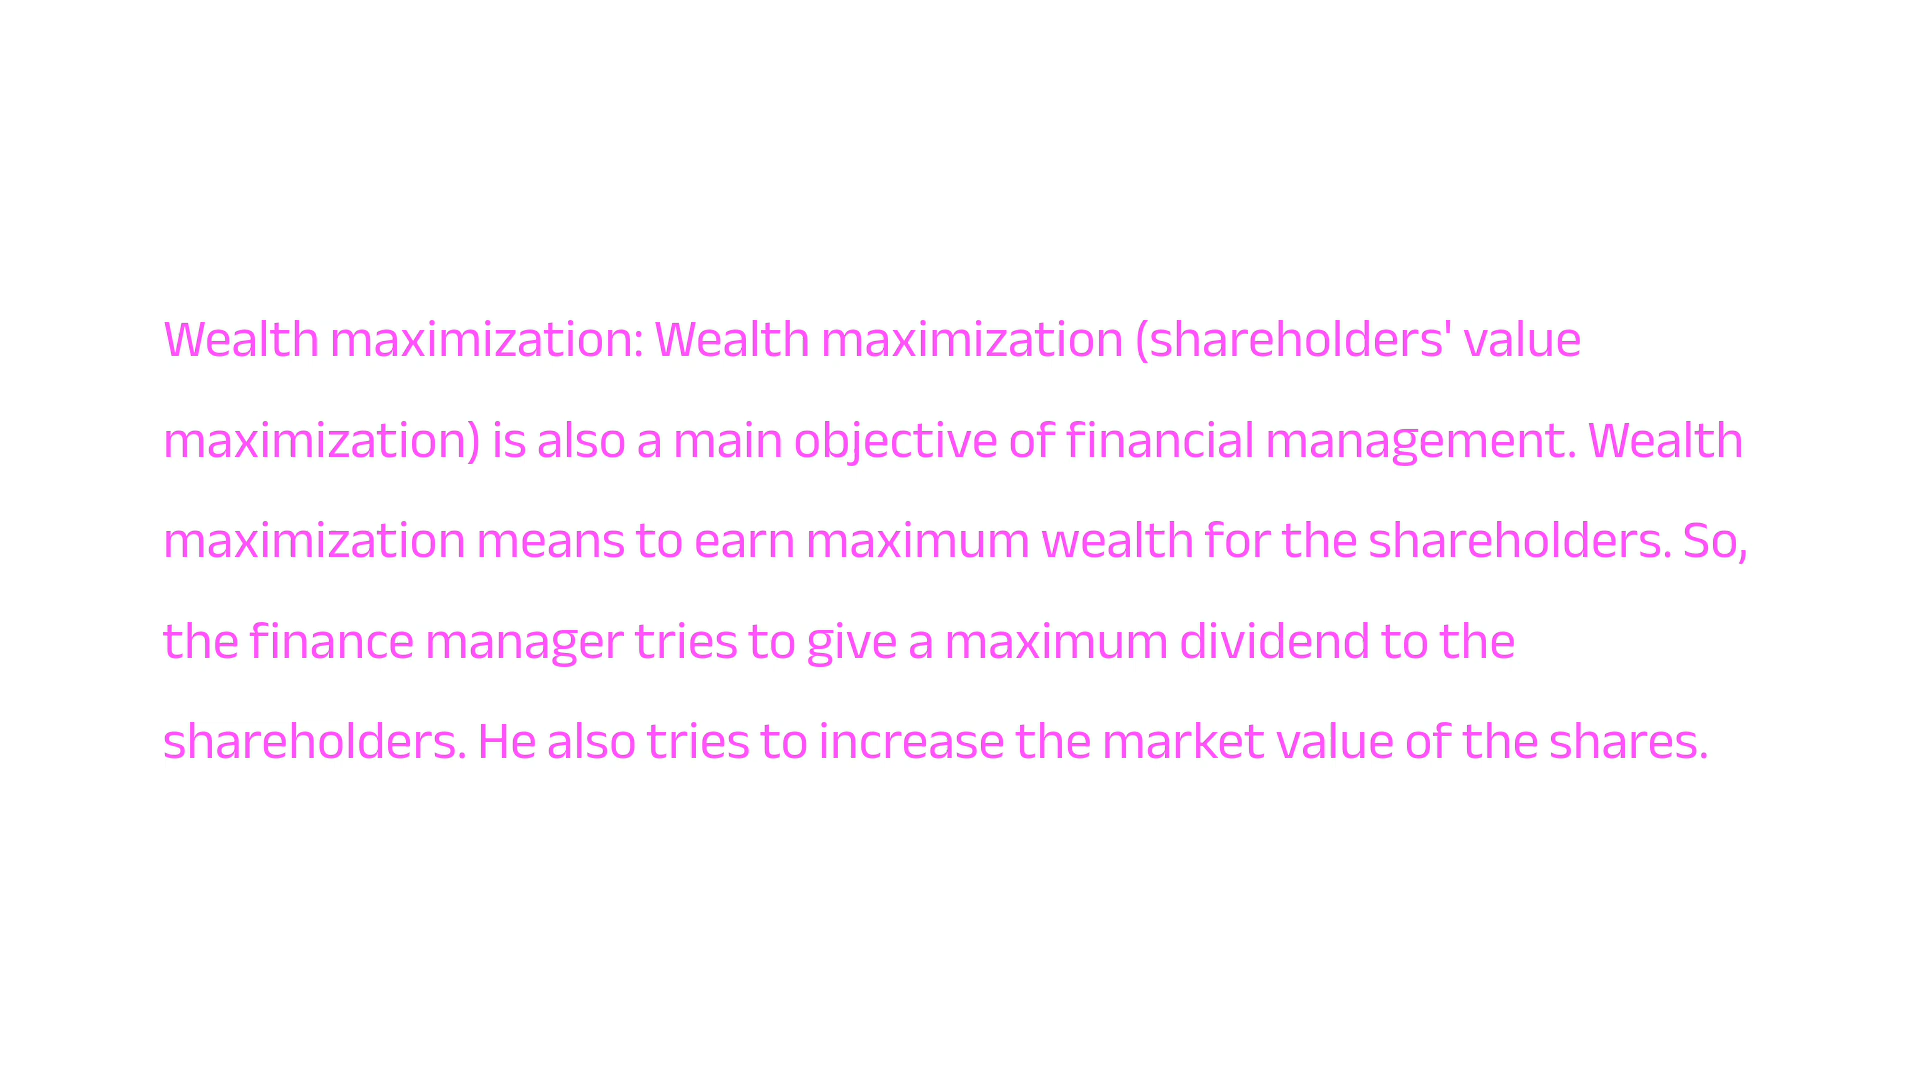 Wealth maximization: Wealth maximization (shareholders' value
maximization) is also a main objective of financial management. Wealth
maximization means to earn maximum wealth for the shareholders. So,
the finance manager tries to give a maximum dividend to the
shareholders. He also tries to increase the market value of the shares.